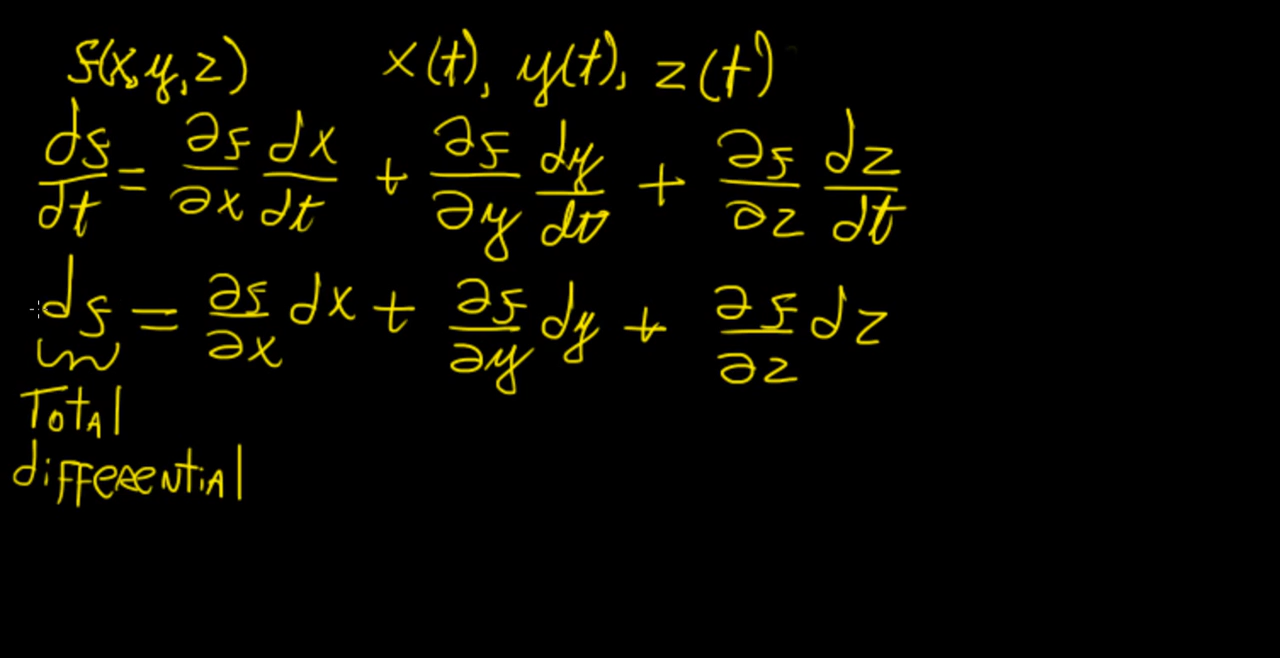 f(x,y,z) x(t), y(t), z(t)
df/dt = ∂f/∂x dx/dt + ∂f/∂y dy/dt + ∂f/∂z dz/dt
df = ∂f/∂x dx + ∂f/∂y dy + ∂f/∂z dz
Total
differential